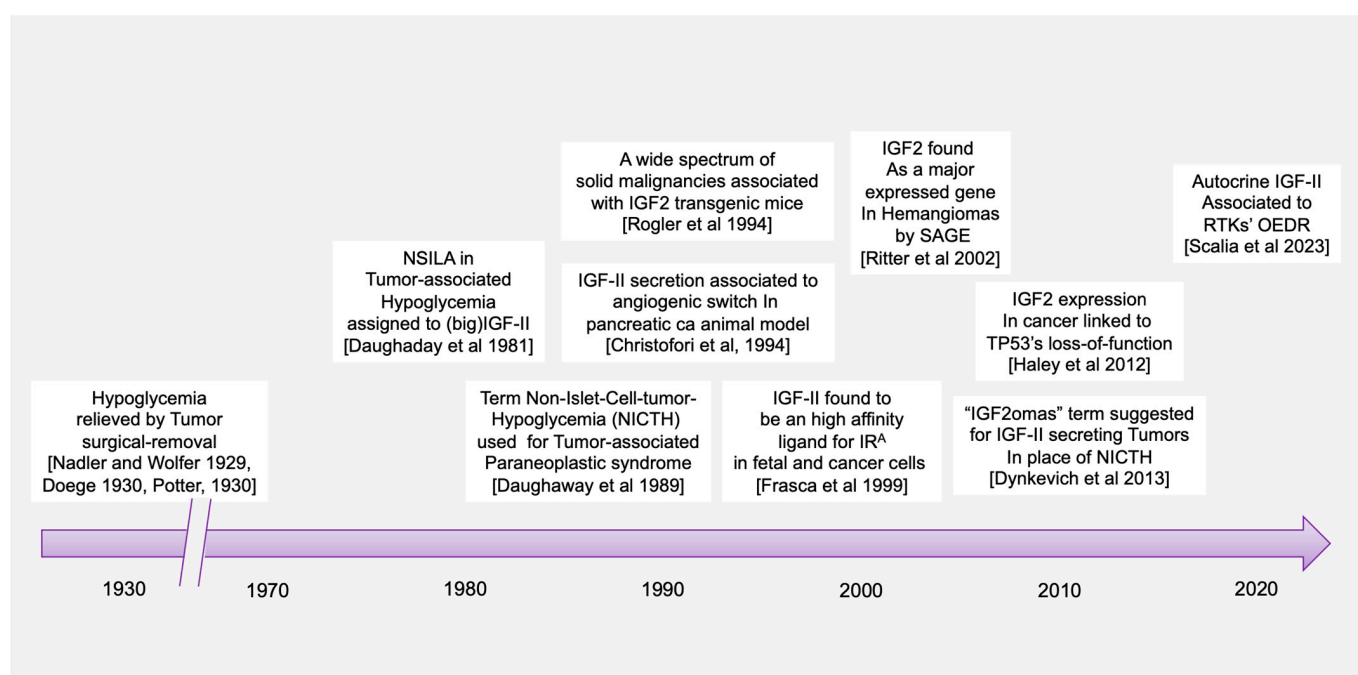 A wide spectrum of
solid malignancies associated
with IGF2 transgenic mice
[Rogler et al 1994]
IGF2 found
As a major
expressed gene
In Hemangiomas
by SAGE
[Ritter et al 2002]
Autocrine IGF-II
Associated to
RTKs’ OEDR
[Scalia et al 2023]
NSILA in
Tumor-associated
Hypoglycemia
assigned to (big)IGF-II
[Daughaday et al 1981]
IGF-II secretion associated to
angiogenic switch In
pancreatic ca animal model
[Christofori et al, 1994]
IGF2 expression
In cancer linked to
TP53’s loss-of-function
[Haley et al 2012]
Hypoglycemia
relieved by Tumor
surgical-removal
[Nadler and Wolfer 1929,
Doege 1930, Potter, 1930]
Term Non-Islet-Cell-tumor-
Hypoglycemia (NICTH)
used for Tumor-associated
Paraneoplastic syndrome
[Daughaway et al 1989]
IGF-II found to
be an high affinity
ligand for IRᴬ
in fetal and cancer cells
[Frasca et al 1999]
“IGF2omas” term suggested
for IGF-II secreting Tumors
In place of NICTH
[Dynkevich et al 2013]
1930
1970
1980
1990
2000
2010
2020